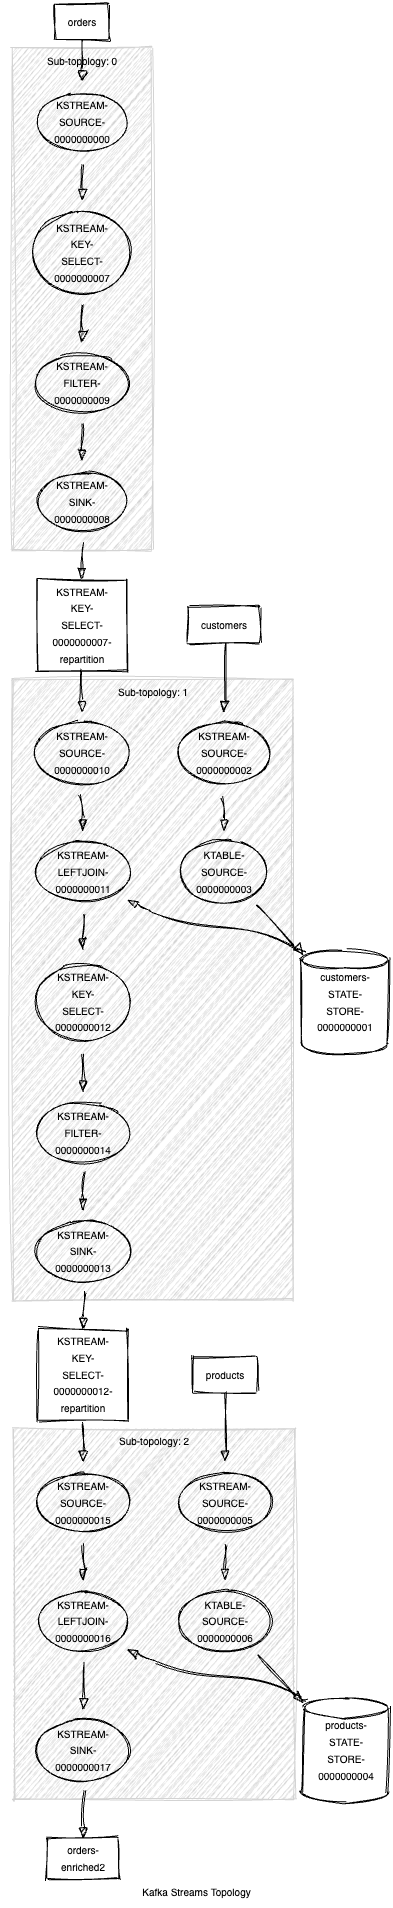 orders
Sub-topology: 0
KSTREAM-
SOURCE-
0000000000
KSTREAM-
KEY-
SELECT-
0000000007
KSTREAM-
FILTER-
0000000009
KSTREAM-
SINK-
0000000008
KSTREAM-
KEY-
SELECT-
0000000007-
repartition
customers
Sub-topology: 1
KSTREAM-
SOURCE-
0000000010
KSTREAM-
SOURCE-
0000000002
KSTREAM-
LEFTJOIN-
0000000011
KTABLE-
SOURCE-
0000000003
customers-
STATE-
STORE-
0000000001
KSTREAM-
KEY-
SELECT-
0000000012
KSTREAM-
FILTER-
0000000014
KSTREAM-
SINK-
0000000013
KSTREAM-
KEY-
SELECT-
0000000012-
repartition
products
Sub-topology: 2
KSTREAM-
SOURCE-
0000000015
KSTREAM-
SOURCE-
0000000005
KSTREAM-
LEFTJOIN-
0000000016
KTABLE-
SOURCE-
0000000006
products-
STATE-
STORE-
0000000004
KSTREAM-
SINK-
0000000017
orders-
enriched2
Kafka Streams Topology